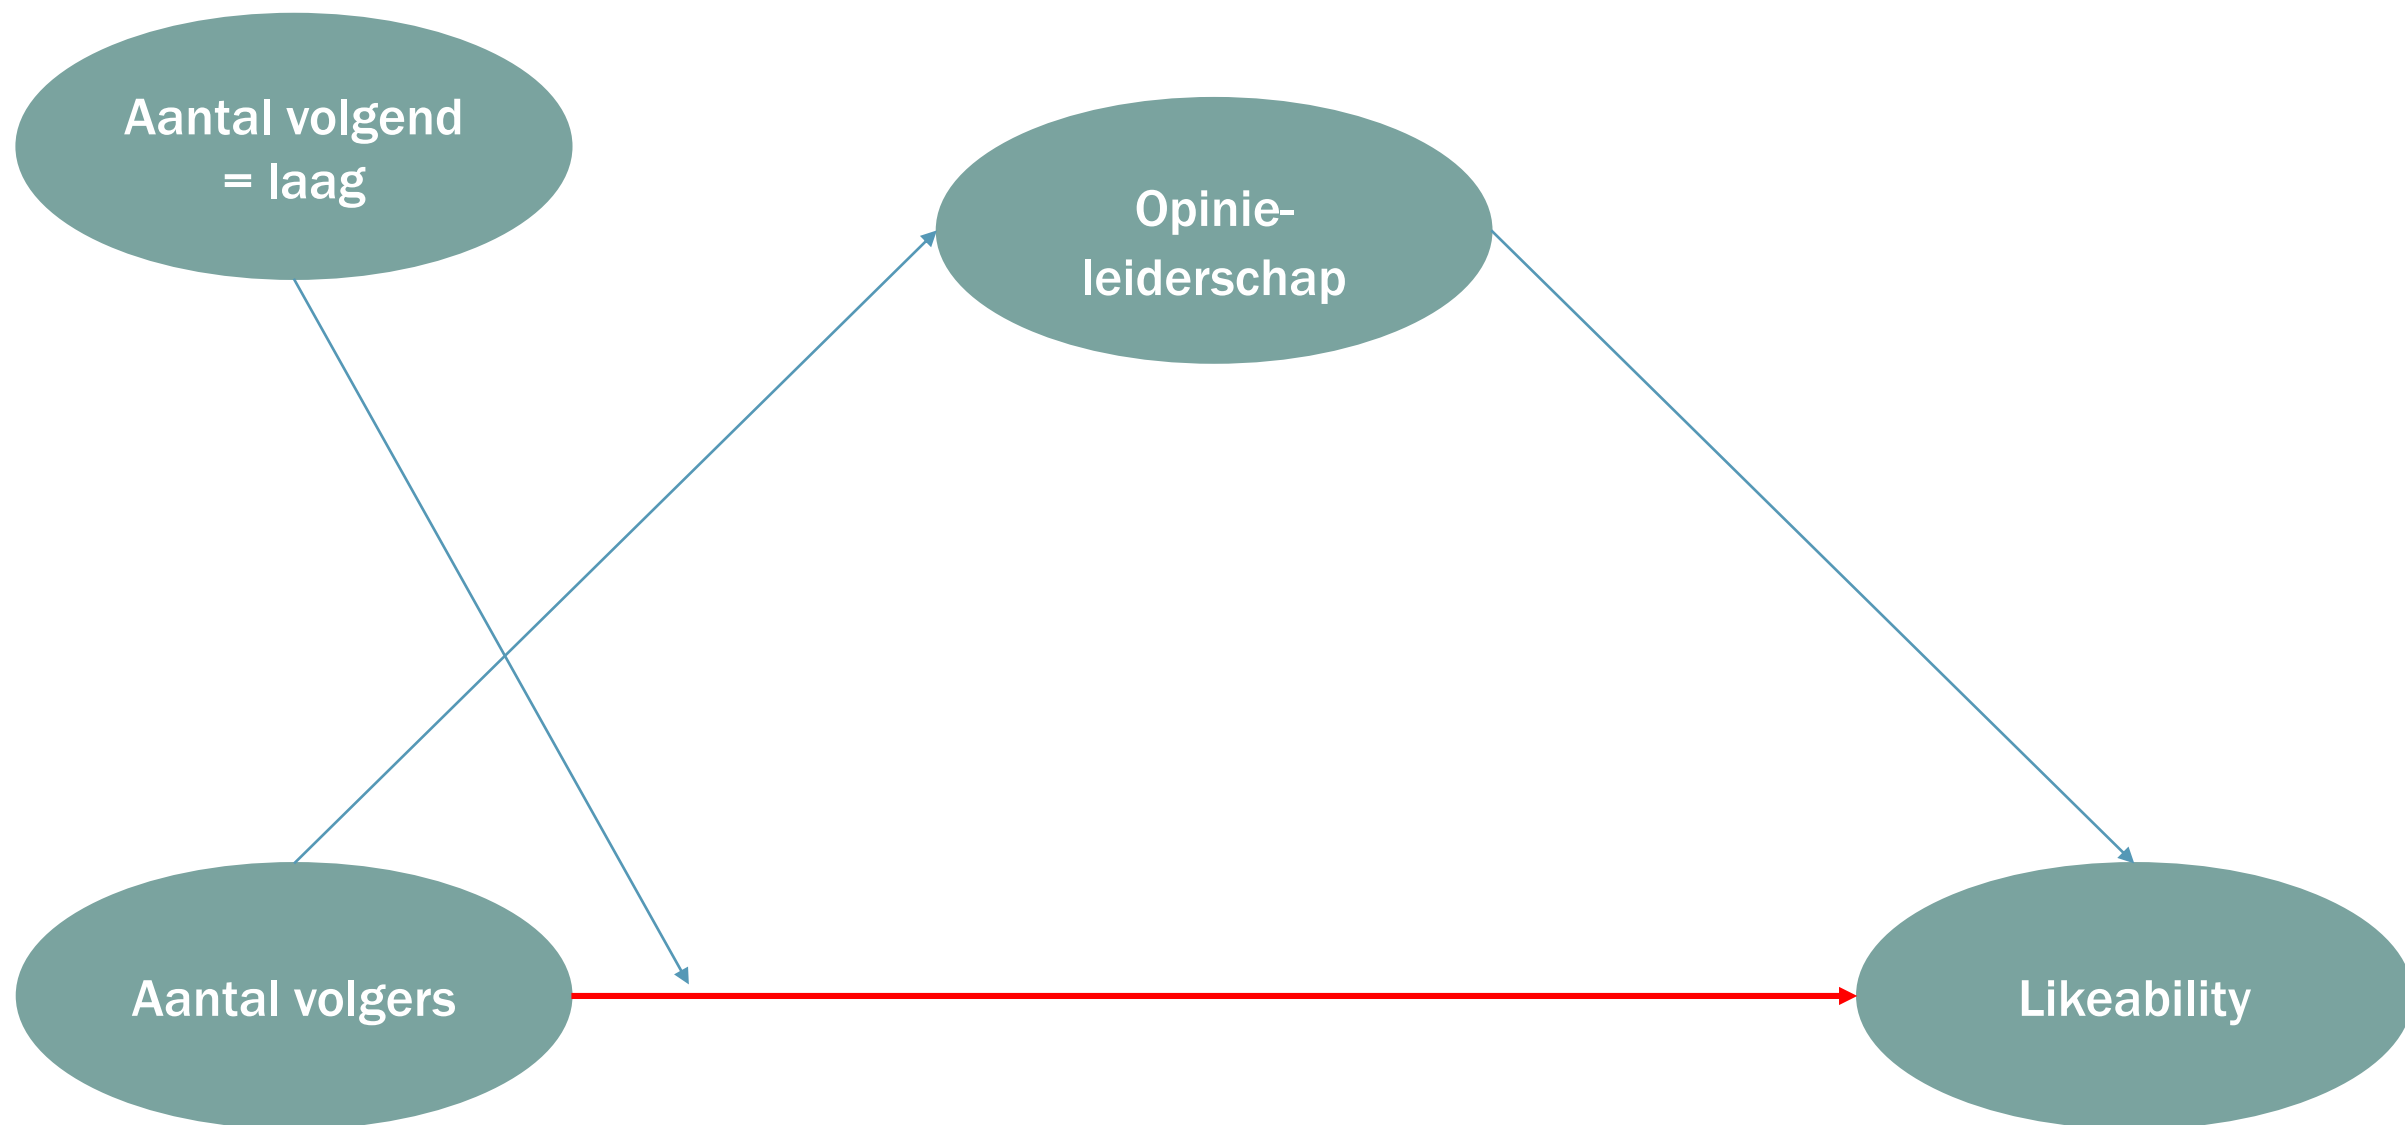 Aantal volgend
= laag
Opinie-
leiderschap
Aantal volgers
Likeability